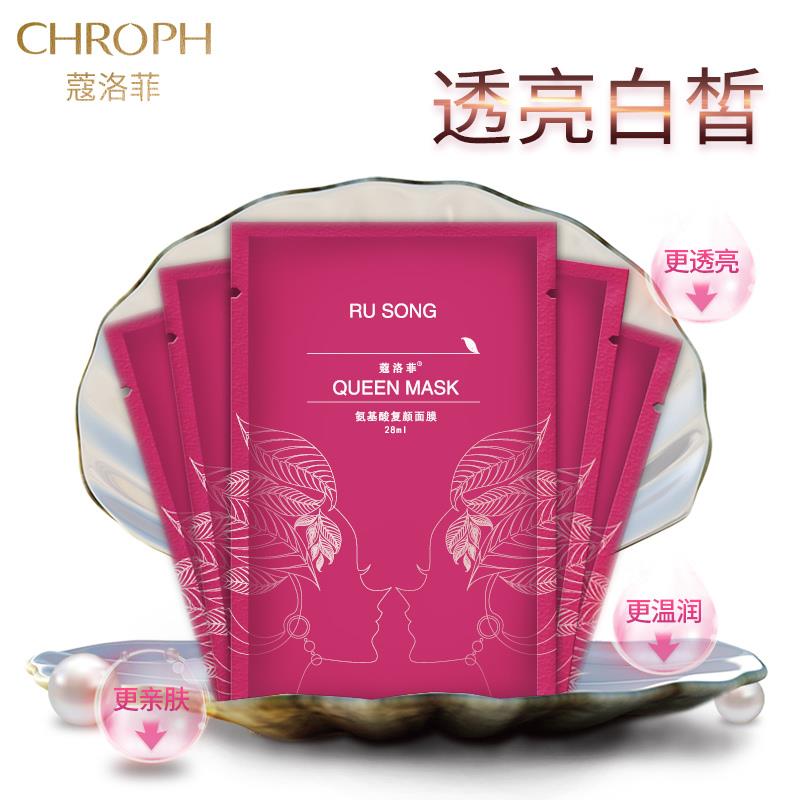 CHROPH
蔻洛菲
透亮白皙
更透亮
RU SONG
蔻洛菲®
QUEEN MASK
氨基酸复颜面膜
28ml
更温润
更亲肤